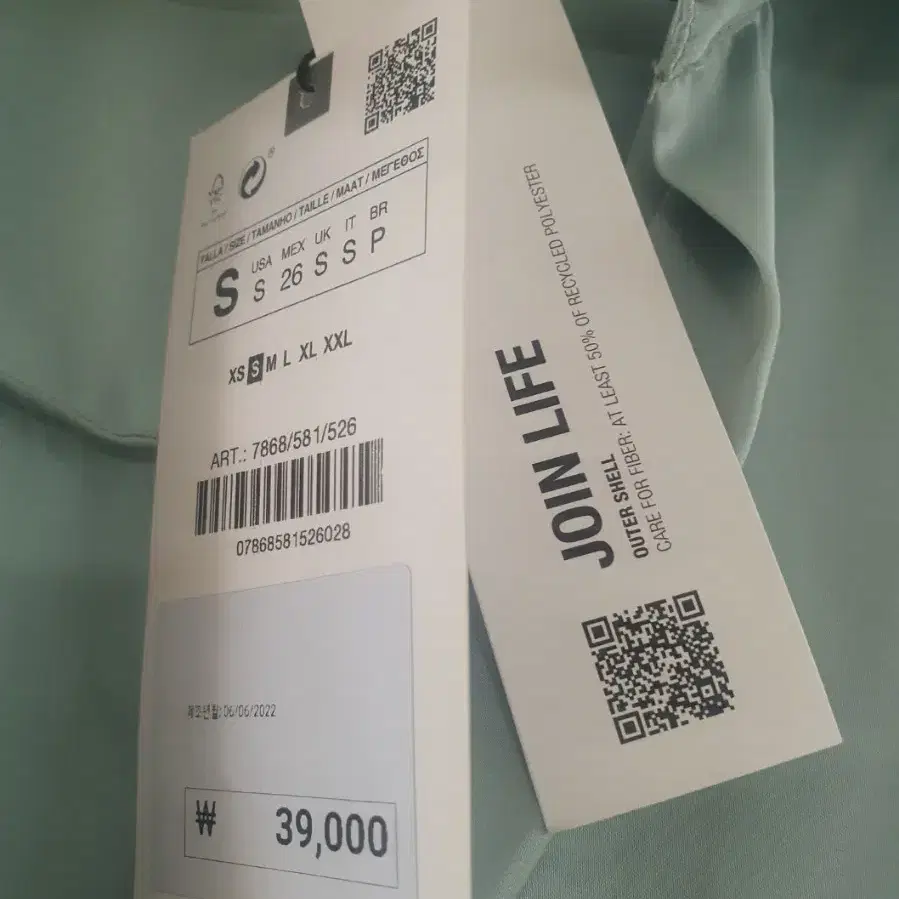 TALLA / SIZE / TAMANHO / TAILLE / MAAT / ΜΕΓΕΘΟΣ
USA MEX UK IT BR
S S 26 S S P
XS S M L XL XXL
ART.: 7868/581/526
07868581526028
제조년월: 06/06/2022
₩ 39,000
JOIN LIFE
OUTER SHELL
CARE FOR FIBER: AT LEAST 50% OF RECYCLED POLYESTER